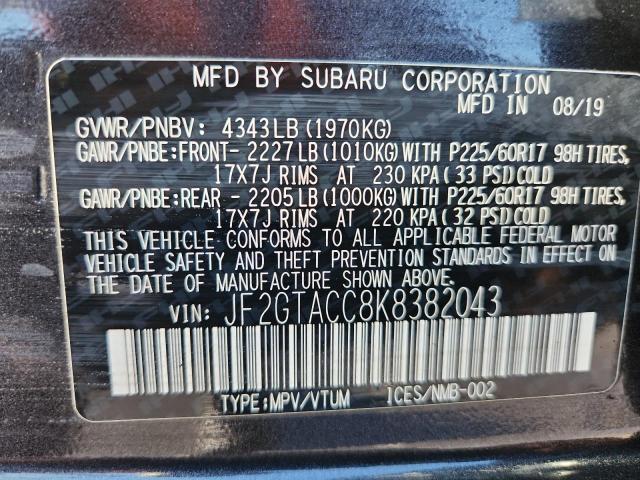 MFD BY SUBARU CORPORATION
MFD IN 08/19
GVWR/PNBV: 4343LB (1970KG)
GAWR/PNBE:FRONT- 2227LB (1010KG) WITH P225/60R17 98H TIRES,
17X7J RIMS AT 230 KPA (33 PSI) COLD
GAWR/PNBE:REAR - 2205LB (1000KG) WITH P225/60R17 98H TIRES,
17X7J RIMS AT 220 KPA (32 PSI) COLD
THIS VEHICLE CONFORMS TO ALL APPLICABLE FEDERAL MOTOR
VEHICLE SAFETY AND THEFT PREVENTION STANDARDS IN EFFECT ON
THE DATE OF MANUFACTURE SHOWN ABOVE.
VIN: JF2GTACC8K8382043
TYPE:MPV/VTUM ICES/NMB-002